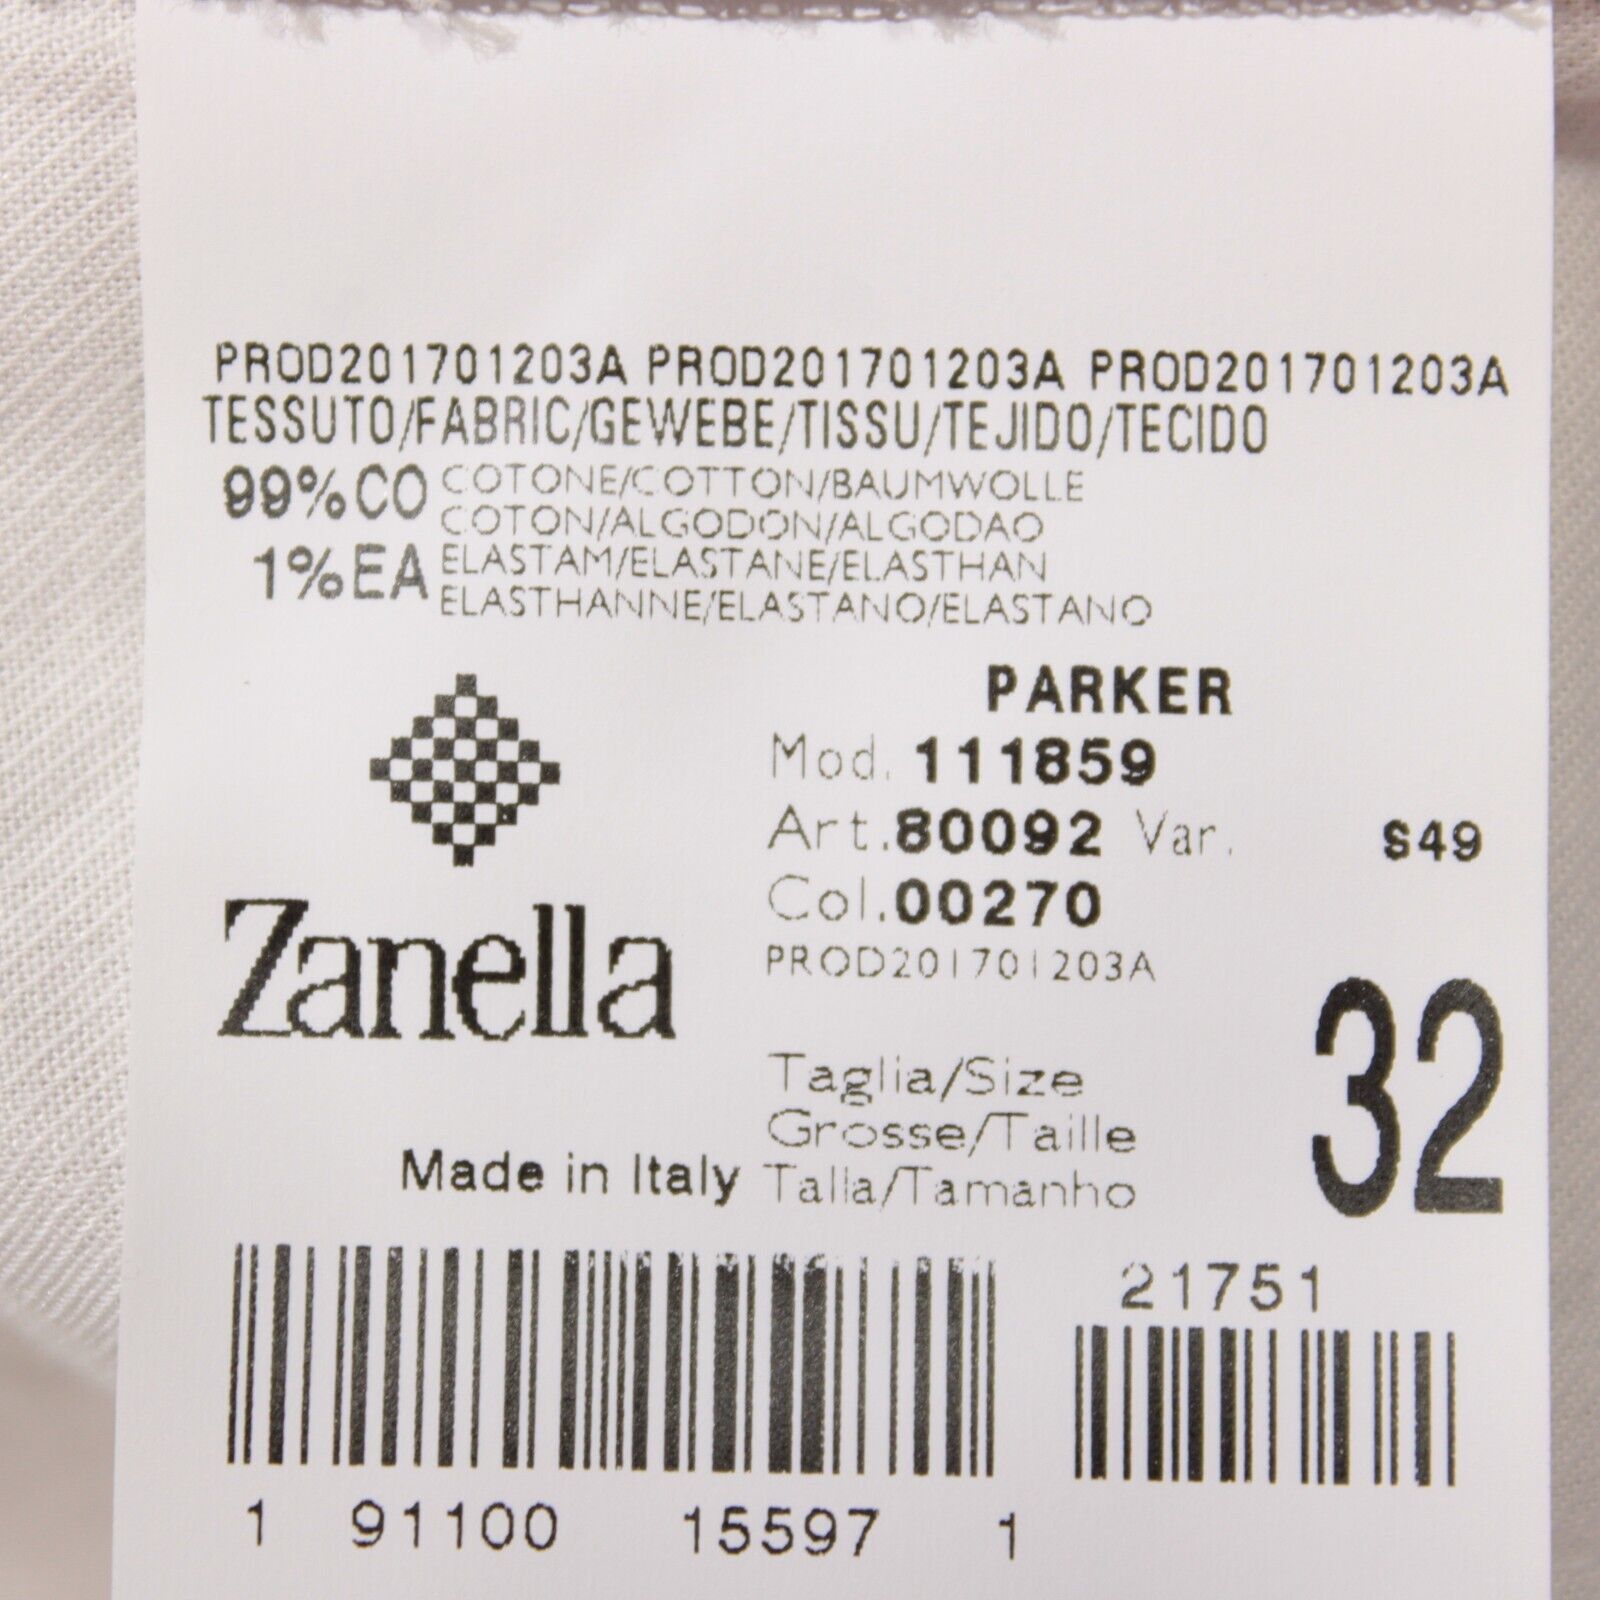 PROD201701203A PROD201701203A PROD201701203A
TESSUTO/FABRIC/GEWEBE/TISSU/TEJIDO/TECIDO
99%CO COTONE/COTTON/BAUMWOLLE
COTON/ALGODON/ALGODAO
1%EA ELASTAM/ELASTANE/ELASTHAN
ELASTHANNE/ELASTANO/ELASTANO
PARKER
Mod. 111859
Art.80092 Var. S49
Col.00270
PROD201701203A
Zanella
Taglia/Size
Grosse/Taille
Talla/Tamanho
32
Made in Italy
21751
1 91100 15597 1